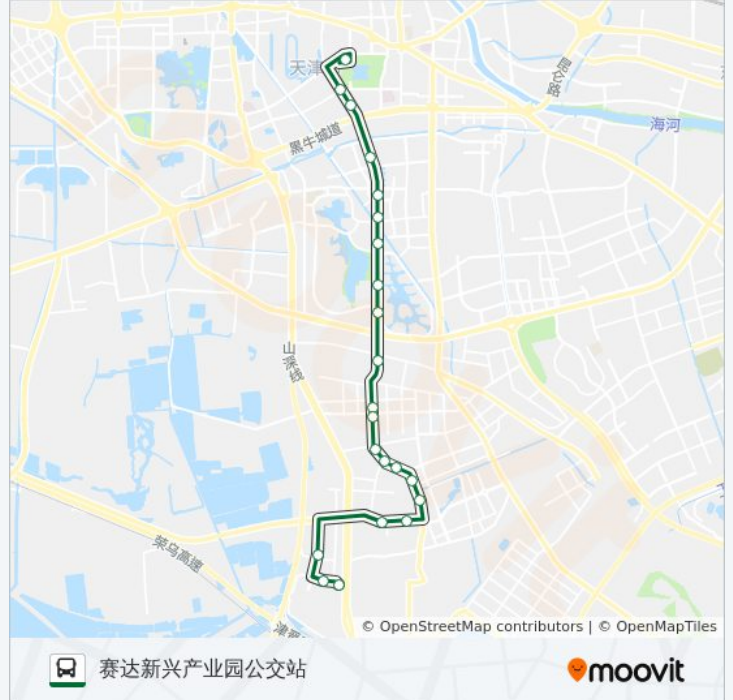 天津
昆仑路
海河
黑牛城道
山深线
荣乌高速
© OpenStreetMap contributors | © OpenMapTiles
赛达新兴产业园公交站
moovit